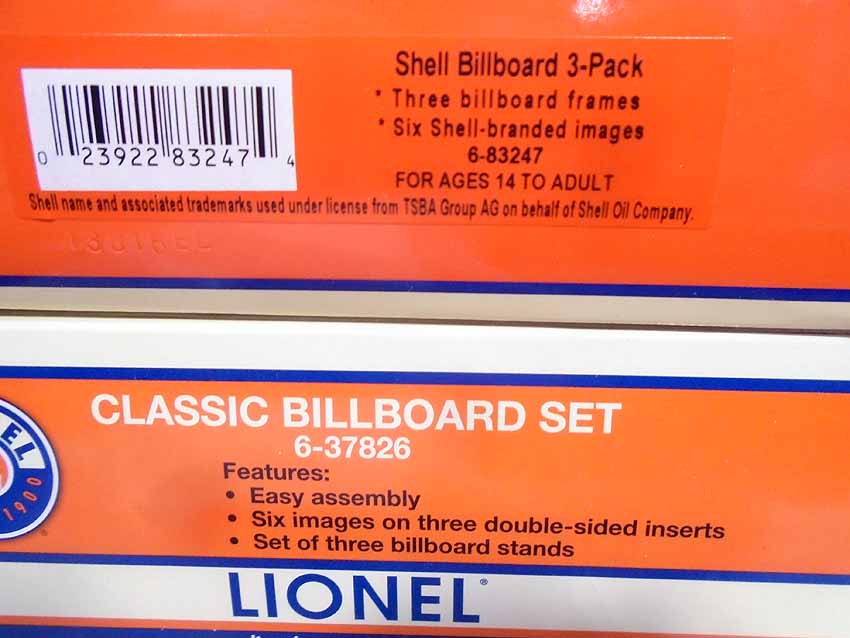 Shell Billboard 3-Pack
* Three billboard frames
* Six Shell-branded images
6-83247
FOR AGES 14 TO ADULT
0 23922 83247 4
Shell name and associated trademarks used under license from TSBA Group AG on behalf of Shell Oil Company.
CLASSIC BILLBOARD SET
6-37826
Features:
• Easy assembly
• Six images on three double-sided inserts
• Set of three billboard stands
EL
1900
LIONEL®